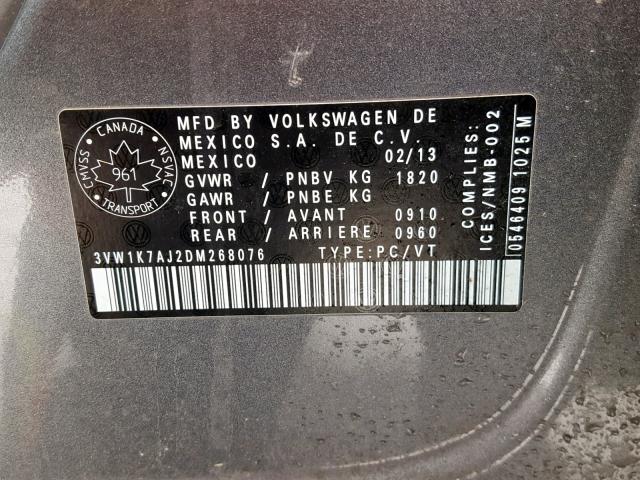 CANADA
CMVSS NSVAC
961
TRANSPORT
MFD BY VOLKSWAGEN DE
MEXICO S.A. DE C.V.
MEXICO 02/13
GVWR / PNBV KG 1820
GAWR / PNBE KG
FRONT / AVANT 0910
REAR / ARRIERE 0960
3VW1K7AJ2DM268076 TYPE:PC/VT
COMPLIES:
ICES/NMB-002
0546409 1025 M